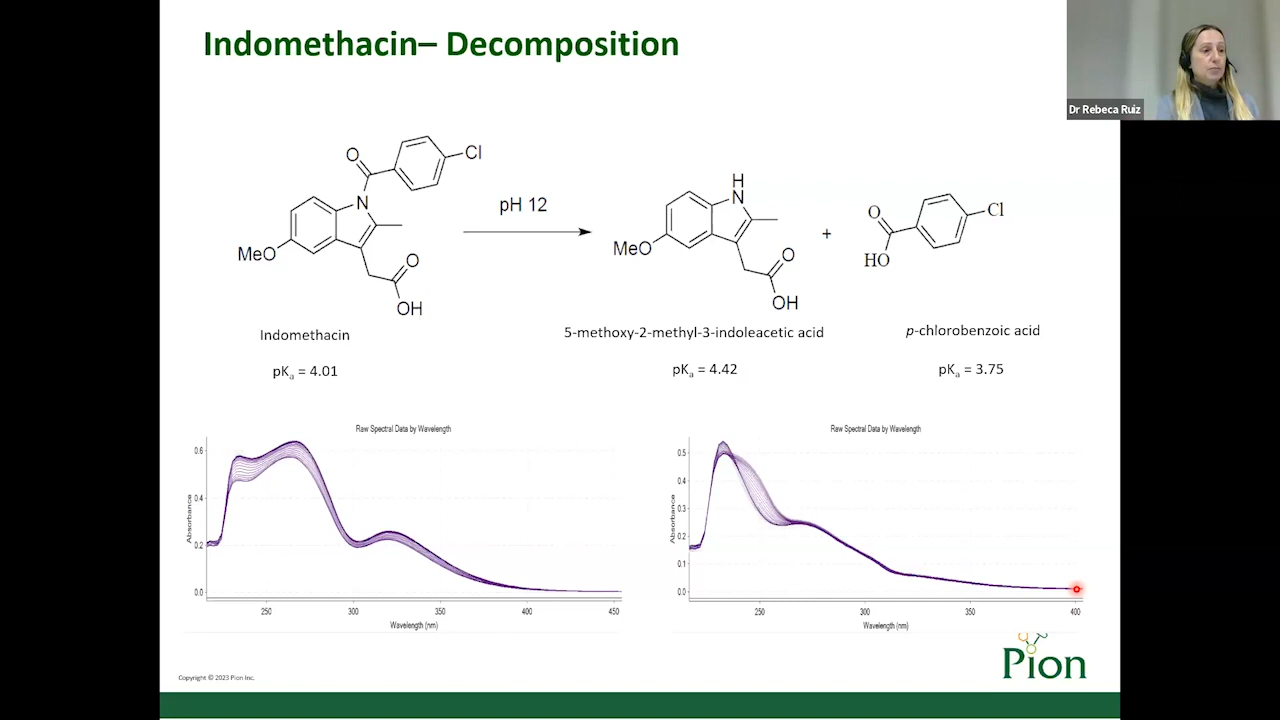 Indomethacin– Decomposition
Dr Rebeca Ruiz
O
Cl
N
MeO
O
OH
pH 12
H
N
MeO
O
OH
+
O
HO
Cl
Indomethacin
5-methoxy-2-methyl-3-indoleacetic acid
p-chlorobenzoic acid
pKa = 4.01
pKa = 4.42
pKa = 3.75
Raw Spectral Data by Wavelength
Absorbance
0.6
0.4
0.2
0.0
250 300 350 400 450
Wavelength (nm)
Raw Spectral Data by Wavelength
Absorbance
0.5
0.4
0.3
0.2
0.1
0.0
250 300 350 400
Wavelength (nm)
Copyright © 2023 Pion Inc.
Pion